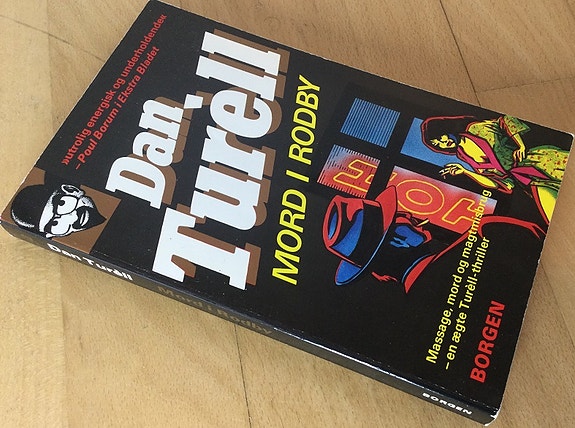 »utrolig energisk og underholdende«
– Poul Borum i Ekstra Bladet
Dan
Turèll
MORD I RODBY
HOT
Massage, mord og magtmisbrug
– en ægte Turèll-thriller
BORGEN
Dan Turèll
Mord i Rodby
BORGEN